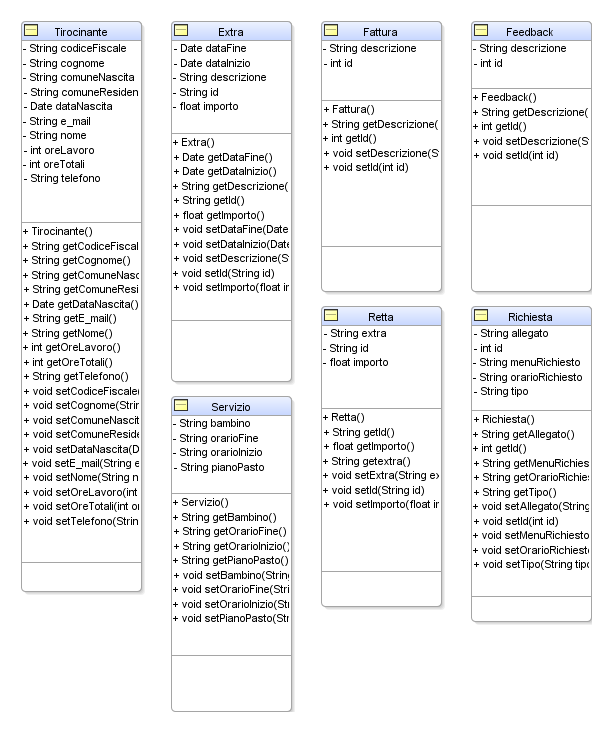 Tirocinante
- String codiceFiscale
- String cognome
- String comuneNascita
- String comuneResiden
- Date dataNascita
- String e_mail
- String nome
- int oreLavoro
- int oreTotali
- String telefono
+ Tirocinante()
+ String getCodiceFiscal
+ String getCognome()
+ String getComuneNasc
+ String getComuneResi
+ Date getDataNascita()
+ String getE_mail()
+ String getNome()
+ int getOreLavoro()
+ int getOreTotali()
+ String getTelefono()
+ void setCodiceFiscale(
+ void setCognome(Strin
+ void setComuneNascit
+ void setComuneReside
+ void setDataNascita(D
+ void setE_mail(String e
+ void setNome(String n
+ void setOreLavoro(int
+ void setOreTotali(int or
+ void setTelefono(Strin
Extra
- Date dataFine
- Date dataInizio
- String descrizione
- String id
- float importo
+ Extra()
+ Date getDataFine()
+ Date getDataInizio()
+ String getDescrizione(
+ String getId()
+ float getImporto()
+ void setDataFine(Date
+ void setDataInizio(Date
+ void setDescrizione(St
+ void setId(String id)
+ void setImporto(float in
Servizio
- String bambino
- String orarioFine
- String orarioInizio
- String pianoPasto
+ Servizio()
+ String getBambino()
+ String getOrarioFine()
+ String getOrarioInizio()
+ String getPianoPasto()
+ void setBambino(String
+ void setOrarioFine(Stri
+ void setOrarioInizio(Stri
+ void setPianoPasto(Str
Fattura
- String descrizione
- int id
+ Fattura()
+ String getDescrizione(
+ int getId()
+ void setDescrizione(St
+ void setId(int id)
Retta
- String extra
- String id
- float importo
+ Retta()
+ String getId()
+ float getImporto()
+ String getextra()
+ void setExtra(String ex
+ void setId(String id)
+ void setImporto(float ir
Feedback
- String descrizione
- int id
+ Feedback()
+ String getDescrizione(
+ int getId()
+ void setDescrizione(St
+ void setId(int id)
Richiesta
- String allegato
- int id
- String menuRichiesto
- String orarioRichiesto
- String tipo
+ Richiesta()
+ String getAllegato()
+ int getId()
+ String getMenuRichies
+ String getOrarioRichies
+ String getTipo()
+ void setAllegato(String
+ void setId(int id)
+ void setMenuRichiesto
+ void setOrarioRichiesto
+ void setTipo(String tipo